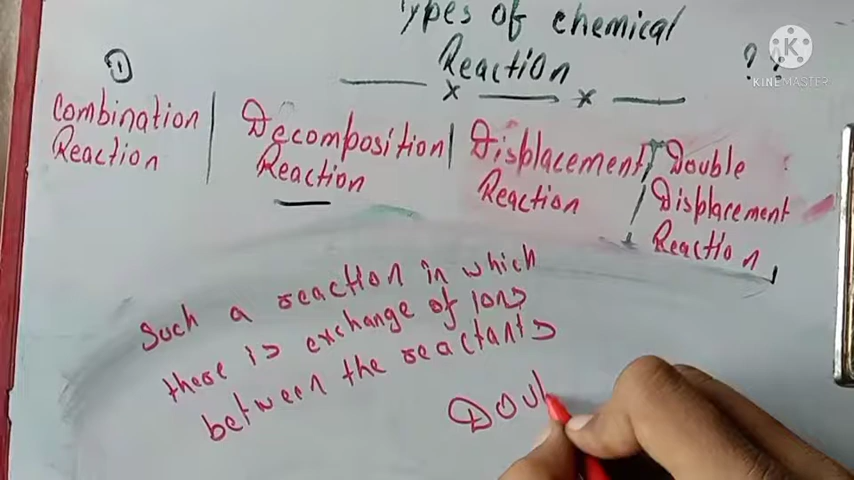 Types of chemical
Reaction ??
①
Combination
Reaction
Decomposition
Reaction
Displacement
Reaction
Double
Displacement
Reaction
Such a reaction in which
there is exchange of ions
between the reactants
Doub
KINEMASTER